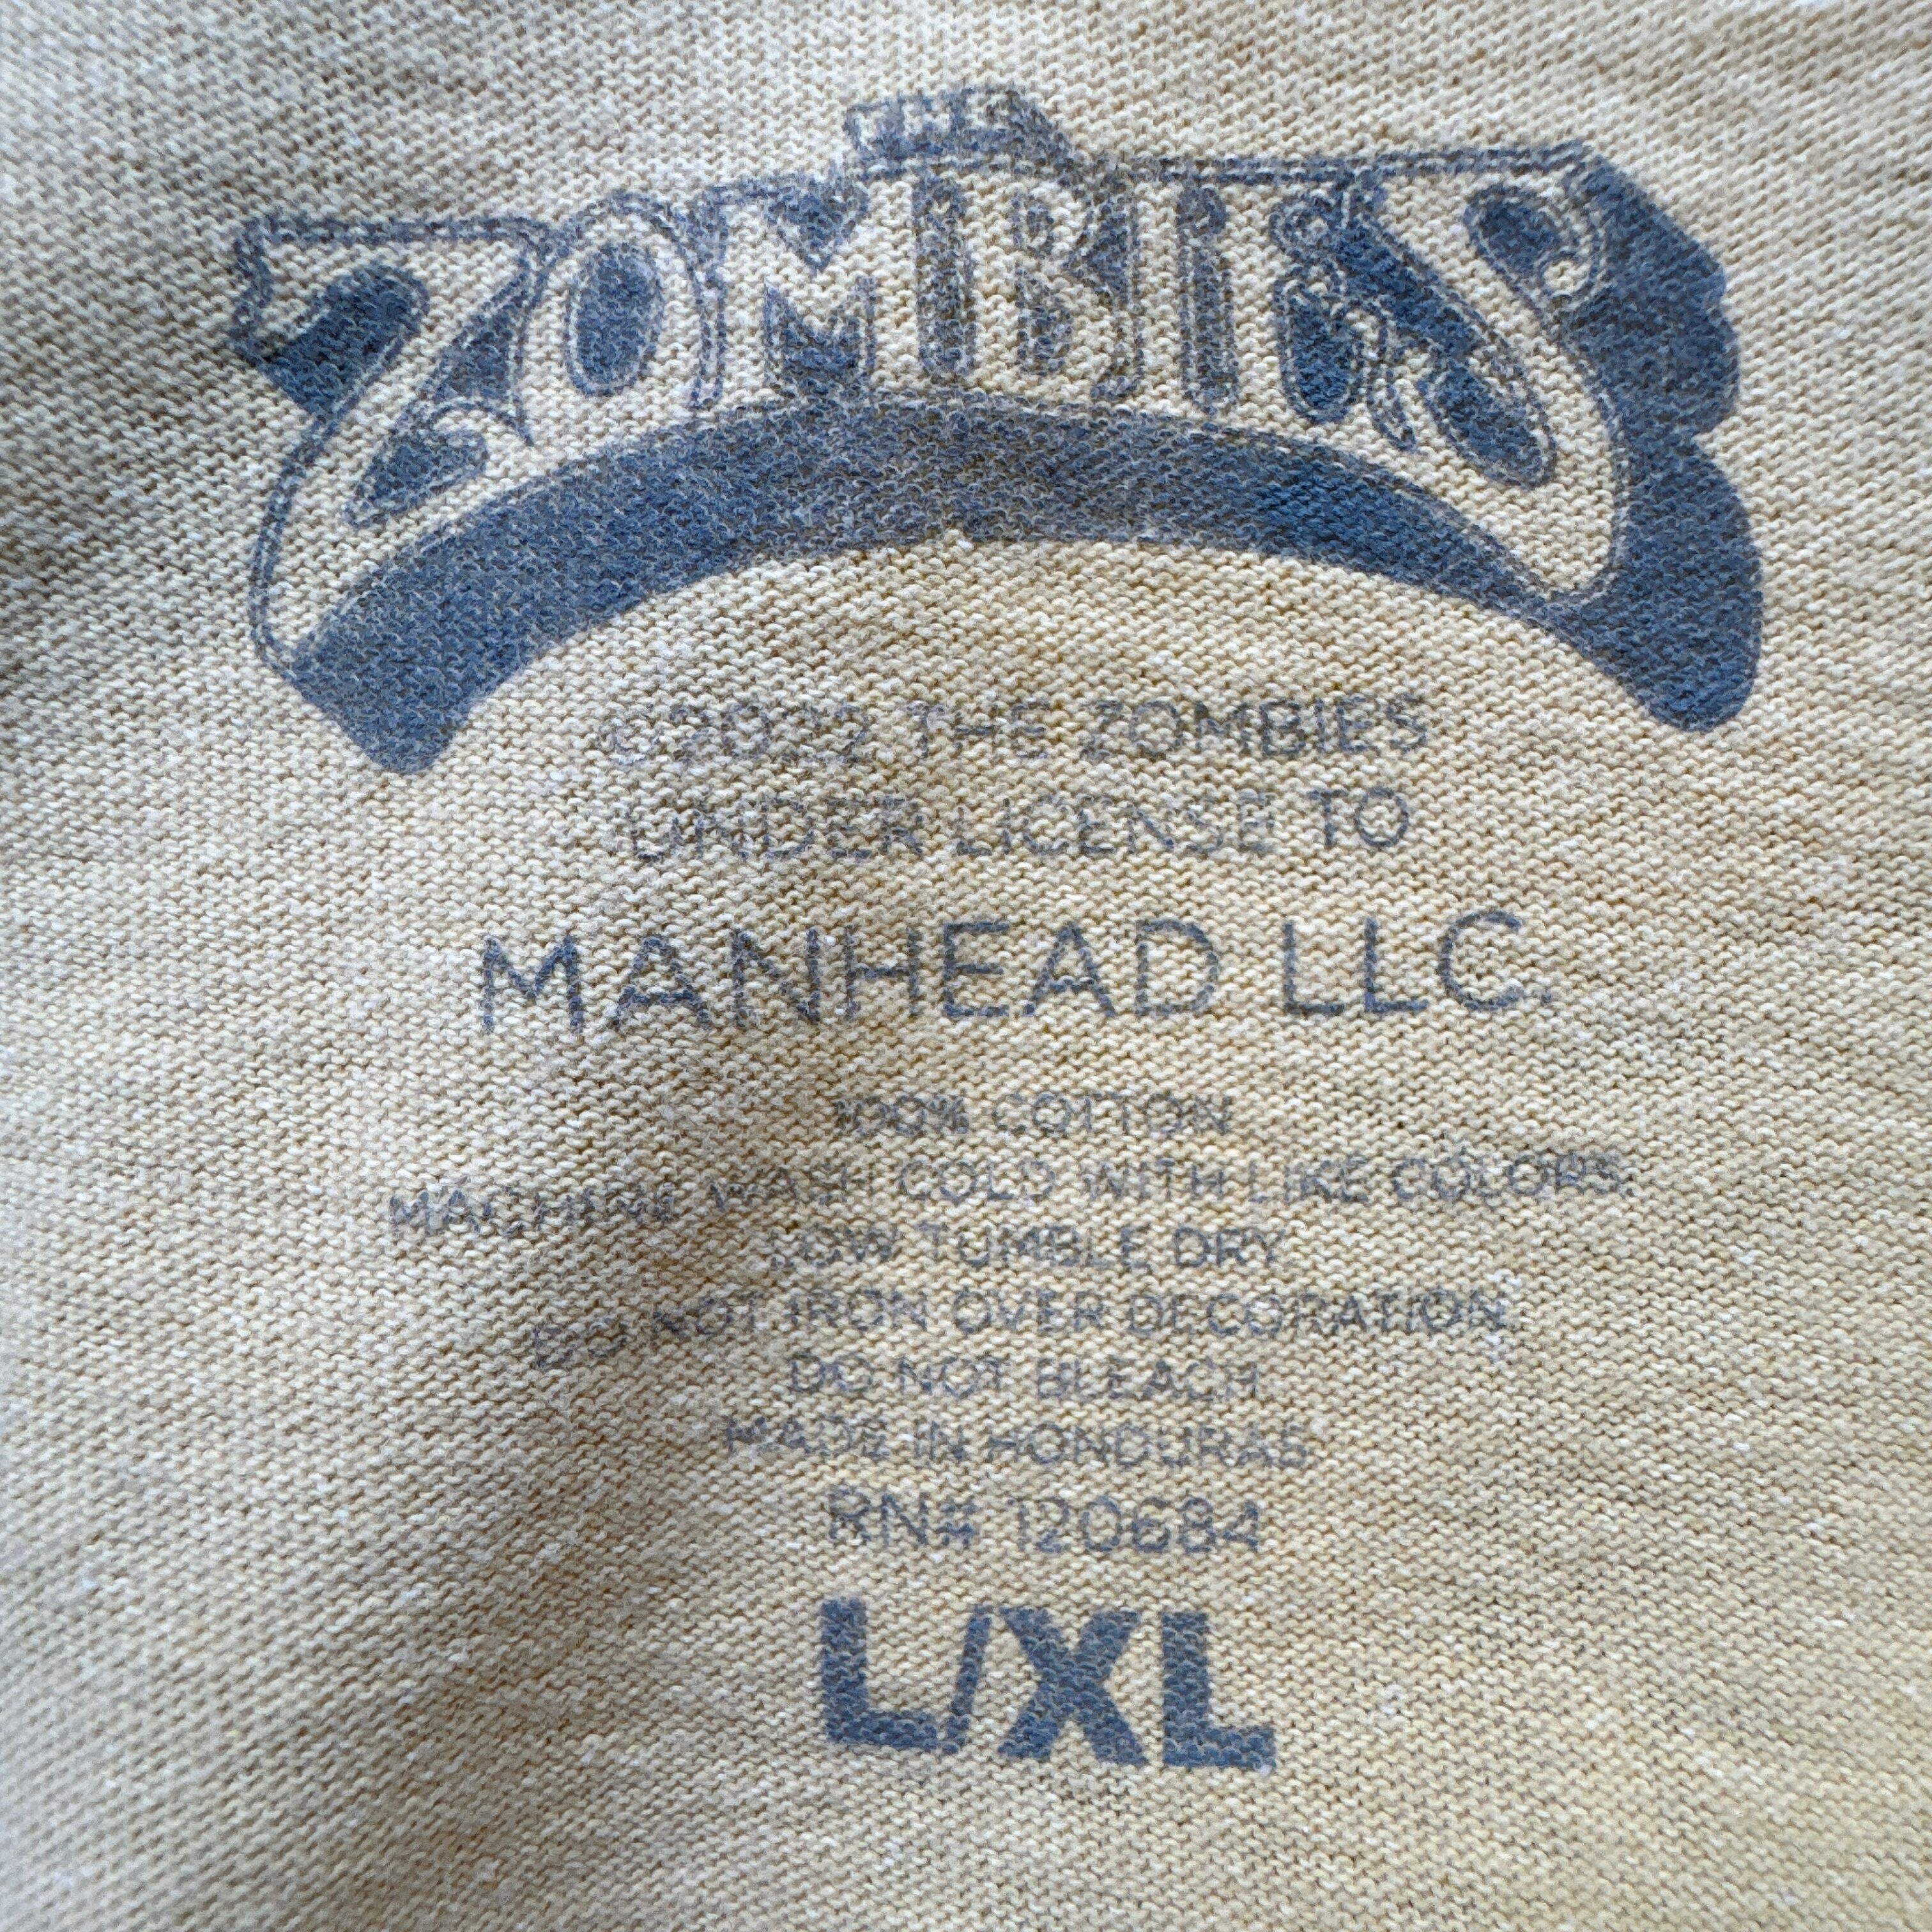 THE
ZOMBIES
©2022 THE ZOMBIES
UNDER LICENSE TO
MANHEAD LLC.
100% COTTON
MACHINE WASH COLD WITH LIKE COLORS.
LOW TUMBLE DRY
DO NOT IRON OVER DECORATION
DO NOT BLEACH
MADE IN HONDURAS
RN# 120684
L/XL